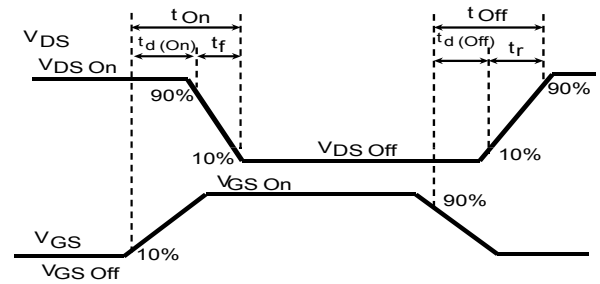 t On
t Off
VDS
td (On)
tf
td (Off)
tr
VDS On
90%
90%
10%
VDS Off
10%
VGS On
90%
VGS
10%
VGS Off